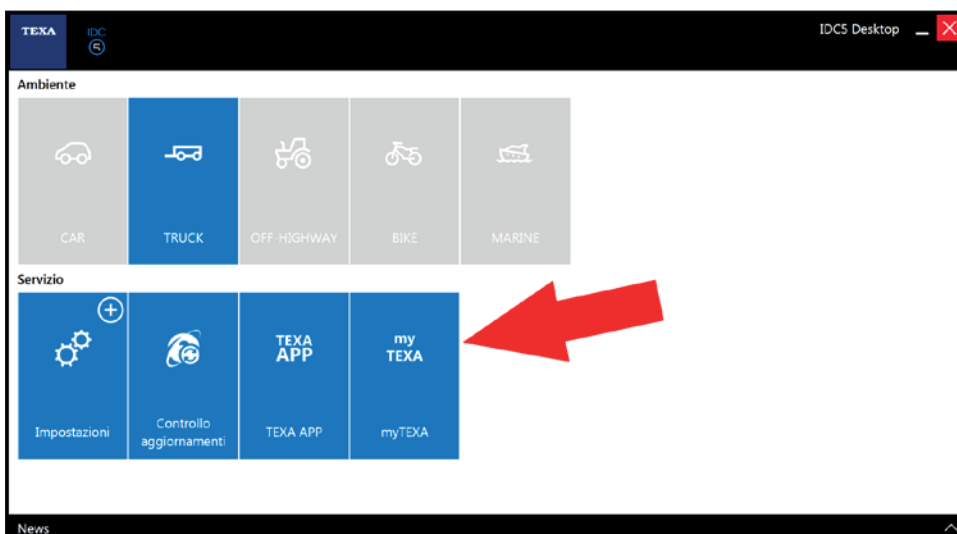 TEXA
IDC
5
IDC5 Desktop
Ambiente
CAR
TRUCK
OFF-HIGHWAY
BIKE
MARINE
Servizio
Impostazioni
Controllo
aggiornamenti
TEXA
APP
TEXA APP
my
TEXA
myTEXA
News